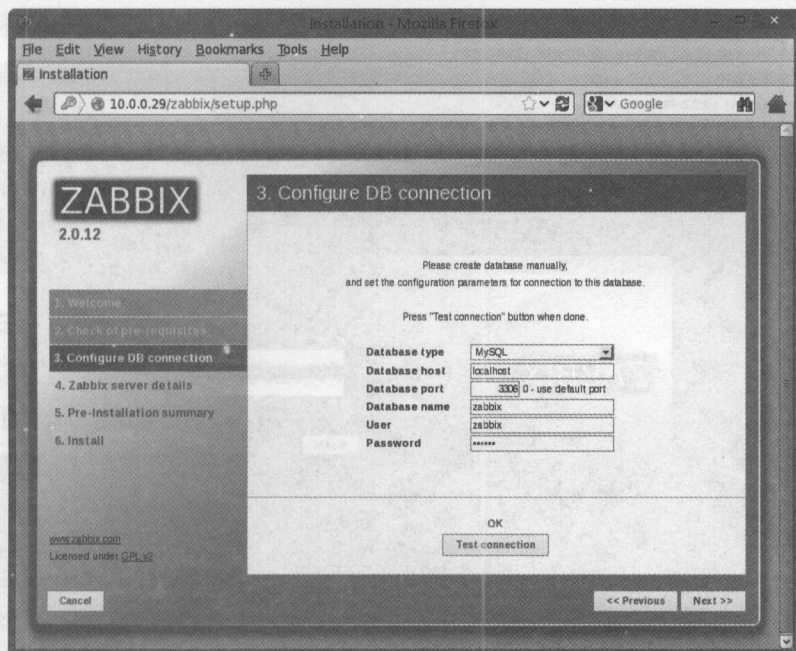 Installation - Mozilla Firefox
File Edit View History Bookmarks Tools Help
Installation
10.0.0.29/zabbix/setup.php
Google
ZABBIX
2.0.12
1. Welcome
2. Check of pre-requisites
3. Configure DB connection
4. Zabbix server details
5. Pre-Installation summary
6. Install
www.zabbix.com
Licensed under GPL v2
Cancel
3. Configure DB connection
Please create database manually,
and set the configuration parameters for connection to this database.
Press "Test connection" button when done.
Database type MySQL
Database host localhost
Database port 3306 0 - use default port
Database name zabbix
User zabbix
Password ******
OK
Test connection
<< Previous Next >>